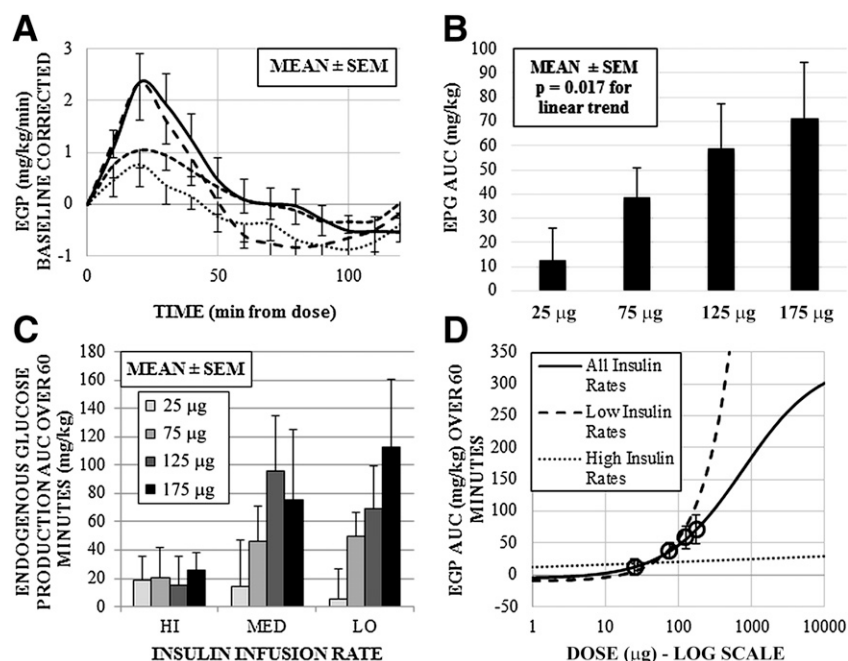 A
EGP (mg/kg/min)
BASELINE CORRECTED
3
2
1
0
-1
MEAN ± SEM
0
50
100
TIME (min from dose)
B
EPG AUC (mg/kg)
100
90
80
70
60
50
40
30
20
10
0
MEAN ± SEM
p = 0.017 for
linear trend
25 µg
75 µg
125 µg
175 µg
C
ENDOGENOUS GLUCOSE
PRODUCTION AUC OVER 60
MINUTES (mg/kg)
180
160
140
120
100
80
60
40
20
0
MEAN ± SEM
25 µg
75 µg
125 µg
175 µg
HI
MED
LO
INSULIN INFUSION RATE
D
EGP AUC (mg/kg) OVER 60
MINUTES
350
300
250
200
150
100
50
0
-50
All Insulin
Rates
Low Insulin
Rates
High Insulin
Rates
1
10
100
1000
10000
DOSE (µg) - LOG SCALE